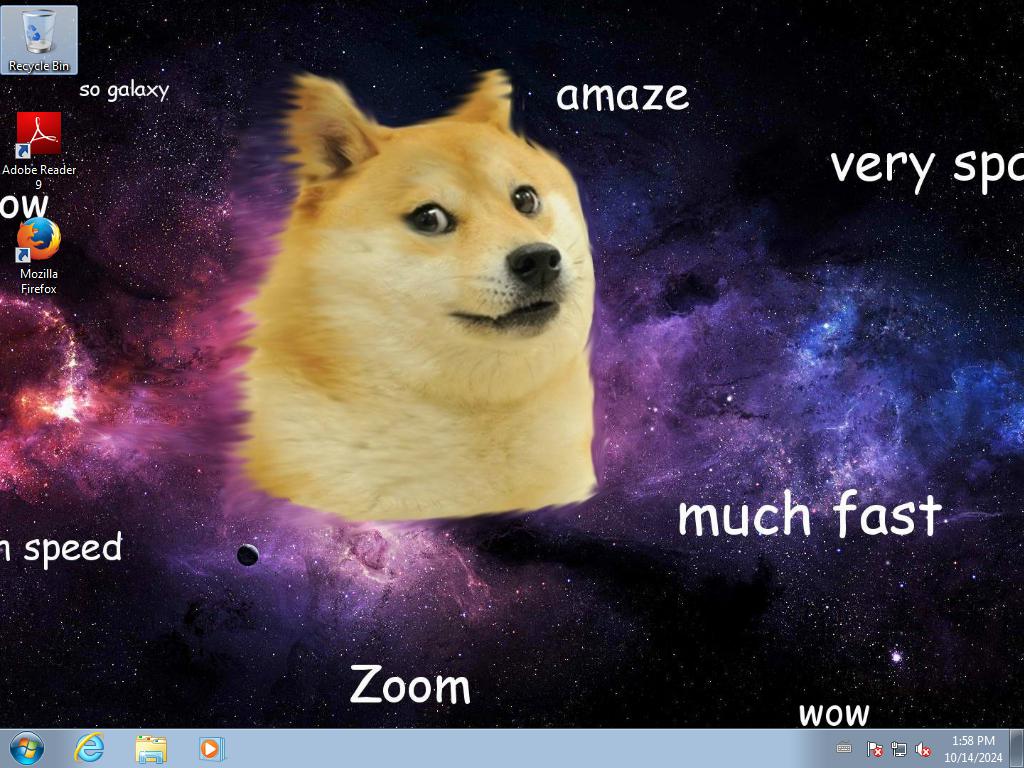 Recycle Bin
so galaxy
amaze
Adobe Reader
9
very spa
ow
Mozilla
Firefox
much fast
speed
Zoom
wow
1:58 PM
10/14/2024